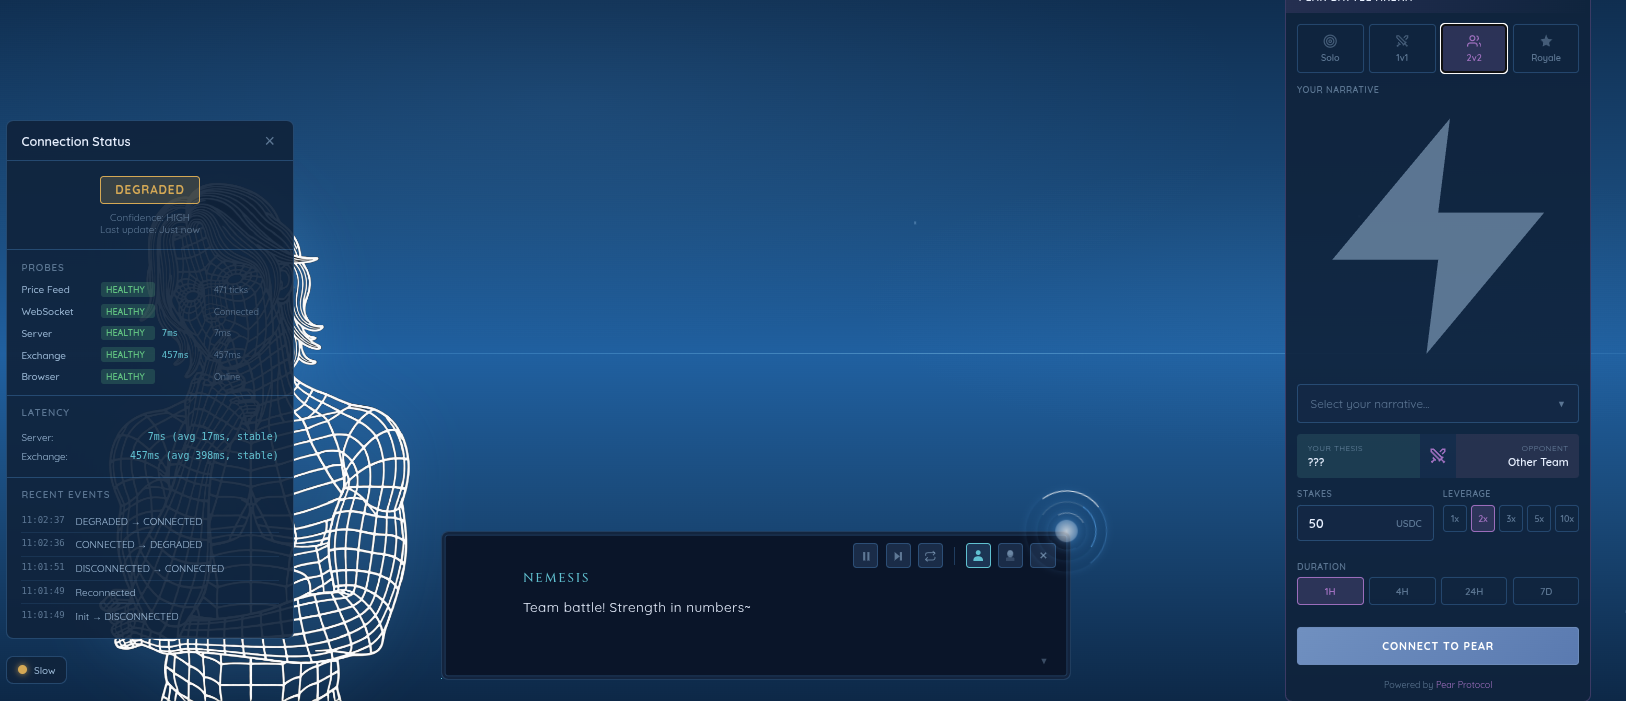 Connection Status
DEGRADED
Confidence: HIGH
Last update: Just now
PROBES
Price Feed HEALTHY 471 ticks
WebSocket HEALTHY Connected
Server HEALTHY 7ms 7ms
Exchange HEALTHY 457ms 457ms
Browser HEALTHY Online
LATENCY
Server: 7ms (avg 17ms, stable)
Exchange: 457ms (avg 398ms, stable)
RECENT EVENTS
11:02:37 DEGRADED → CONNECTED
11:02:36 CONNECTED → DEGRADED
11:01:51 DISCONNECTED → CONNECTED
11:01:49 Reconnected
11:01:49 Init → DISCONNECTED
Slow
NEMESIS
Team battle! Strength in numbers~
Solo 1v1 2v2 Royale
YOUR NARRATIVE
Select your narrative...
YOUR THESIS OPPONENT
??? Other Team
STAKES LEVERAGE
50 USDC 1x 2x 3x 5x 10x
DURATION
1H 4H 24H 7D
CONNECT TO PEAR
Powered by Pear Protocol